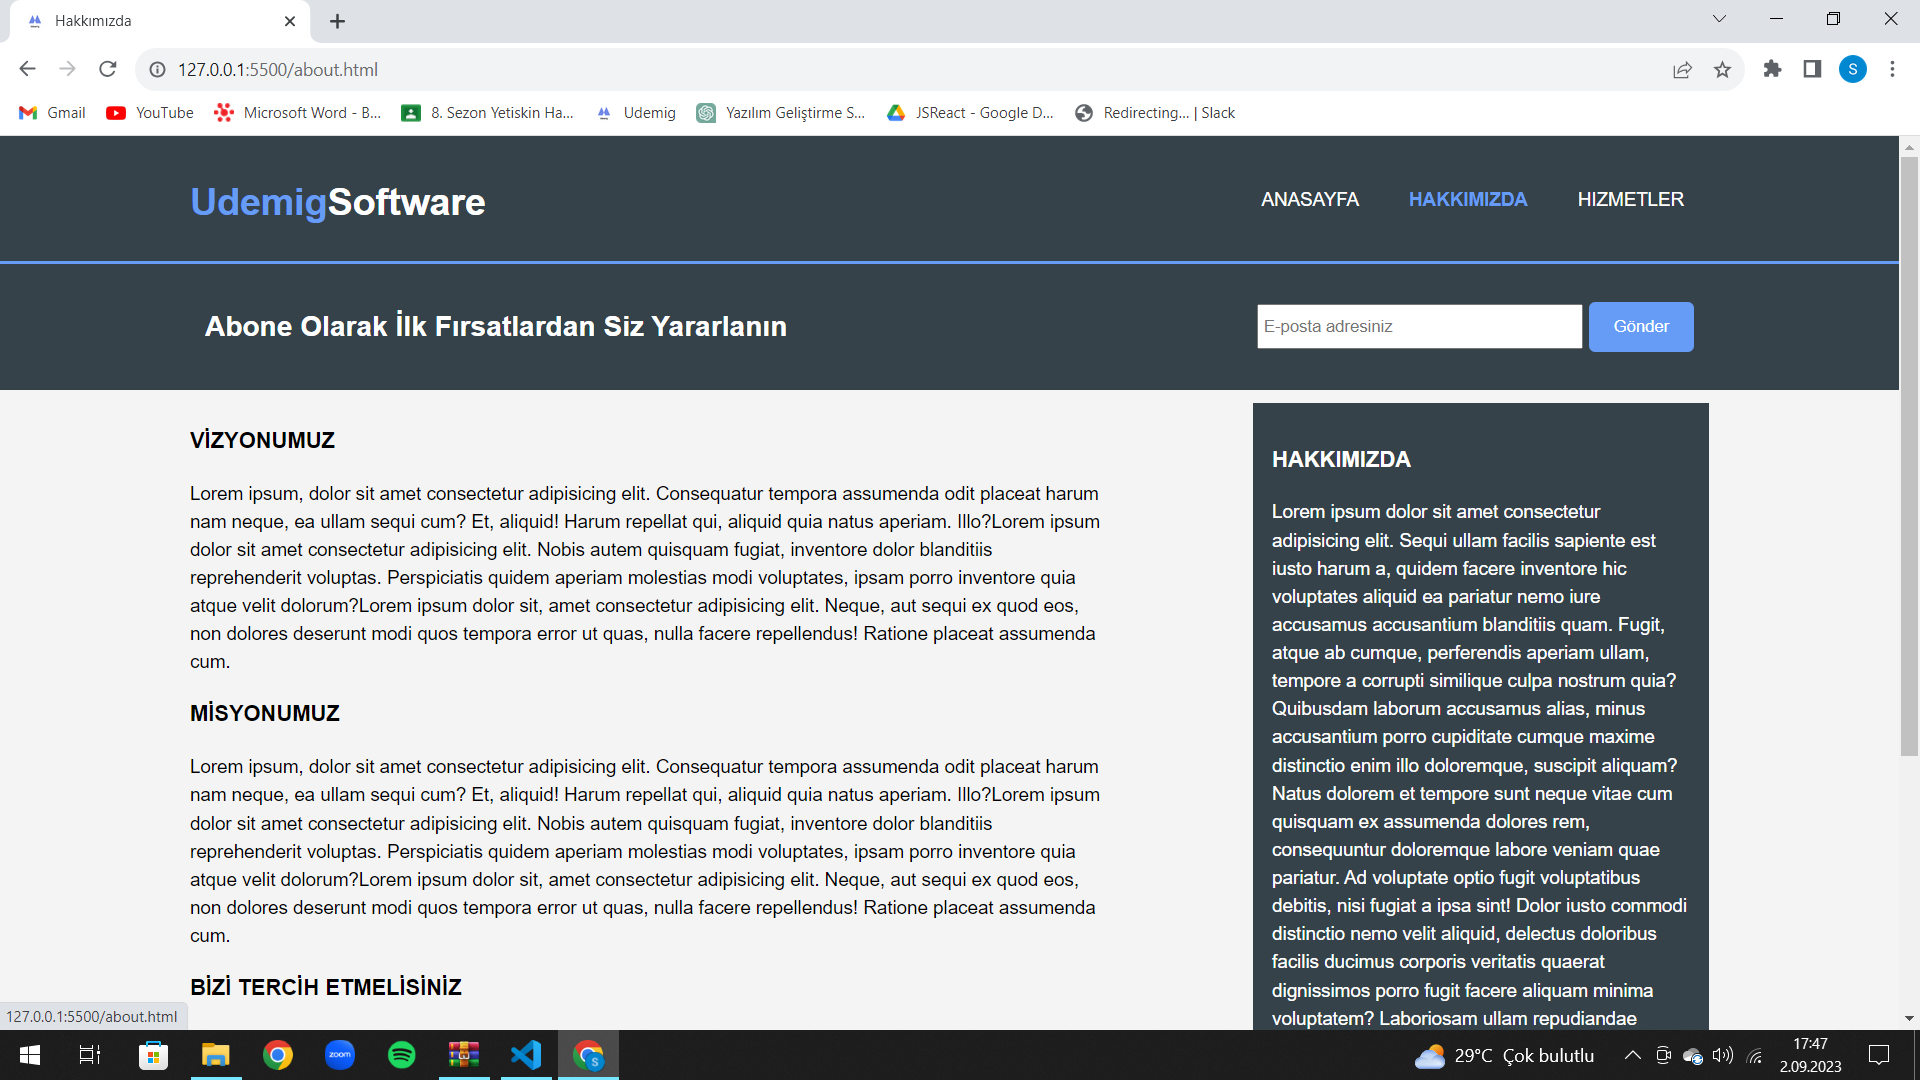 Hakkımızda
127.0.0.1:5500/about.html
S
Gmail YouTube Microsoft Word - B... 8. Sezon Yetiskin Ha... Udemig Yazılım Geliştirme S... JSReact - Google D... Redirecting... | Slack
UdemigSoftware
ANASAYFA HAKKIMIZDA HIZMETLER
Abone Olarak İlk Fırsatlardan Siz Yararlanın
E-posta adresiniz Gönder
VİZYONUMUZ
Lorem ipsum, dolor sit amet consectetur adipisicing elit. Consequatur tempora assumenda odit placeat harum
nam neque, ea ullam sequi cum? Et, aliquid! Harum repellat qui, aliquid quia natus aperiam. Illo?Lorem ipsum
dolor sit amet consectetur adipisicing elit. Nobis autem quisquam fugiat, inventore dolor blanditiis
reprehenderit voluptas. Perspiciatis quidem aperiam molestias modi voluptates, ipsam porro inventore quia
atque velit dolorum?Lorem ipsum dolor sit, amet consectetur adipisicing elit. Neque, aut sequi ex quod eos,
non dolores deserunt modi quos tempora error ut quas, nulla facere repellendus! Ratione placeat assumenda
cum.
MİSYONUMUZ
Lorem ipsum, dolor sit amet consectetur adipisicing elit. Consequatur tempora assumenda odit placeat harum
nam neque, ea ullam sequi cum? Et, aliquid! Harum repellat qui, aliquid quia natus aperiam. Illo?Lorem ipsum
dolor sit amet consectetur adipisicing elit. Nobis autem quisquam fugiat, inventore dolor blanditiis
reprehenderit voluptas. Perspiciatis quidem aperiam molestias modi voluptates, ipsam porro inventore quia
atque velit dolorum?Lorem ipsum dolor sit, amet consectetur adipisicing elit. Neque, aut sequi ex quod eos,
non dolores deserunt modi quos tempora error ut quas, nulla facere repellendus! Ratione placeat assumenda
cum.
BİZİ TERCİH ETMELİSİNİZ
HAKKIMIZDA
Lorem ipsum dolor sit amet consectetur
adipisicing elit. Sequi ullam facilis sapiente est
iusto harum a, quidem facere inventore hic
voluptates aliquid ea pariatur nemo iure
accusamus accusantium blanditiis quam. Fugit,
atque ab cumque, perferendis aperiam ullam,
tempore a corrupti similique culpa nostrum quia?
Quibusdam laborum accusamus alias, minus
accusantium porro cupiditate cumque maxime
distinctio enim illo doloremque, suscipit aliquam?
Natus dolorem et tempore sunt neque vitae cum
quisquam ex assumenda dolores rem,
consequuntur doloremque labore veniam quae
pariatur. Ad voluptate optio fugit voluptatibus
debitis, nisi fugiat a ipsa sint! Dolor iusto commodi
distinctio nemo velit aliquid, delectus doloribus
facilis ducimus corporis veritatis quaerat
dignissimos porro fugit facere aliquam minima
voluptatem? Laboriosam ullam repudiandae
127.0.0.1:5500/about.html
zoom
S
29°C Çok bulutlu
17:47
2.09.2023